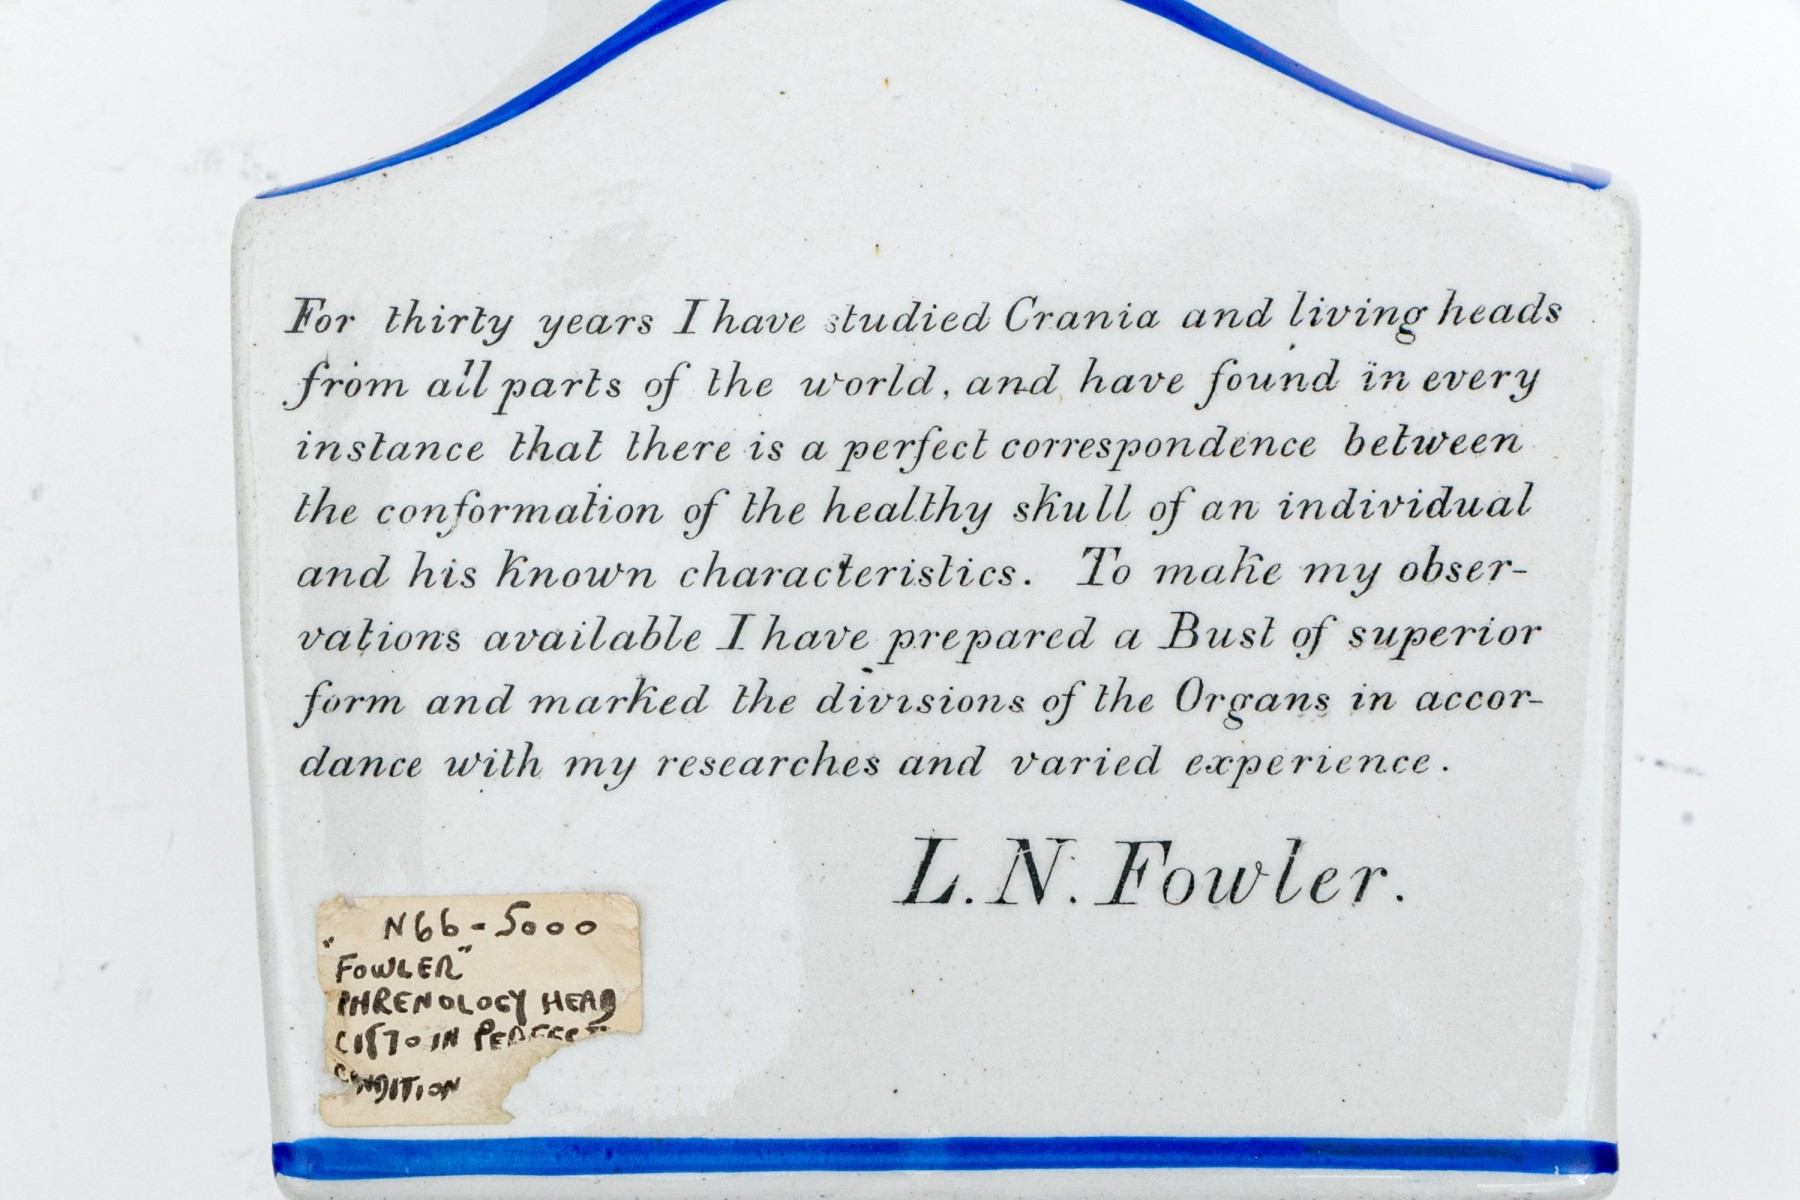 For thirty years I have studied Crania and living heads
from all parts of the world, and have found in every
instance that there is a perfect correspondence between
the conformation of the healthy skull of an individual
and his known characteristics. To make my obser-
vations available I have prepared a Bust of superior
form and marked the divisions of the Organs in accor-
dance with my researches and varied experience.
L. N. Fowler.
N66-5000
"FOWLER"
PHRENOLOGY HEAD
C1870 IN PERFECT
CONDITION